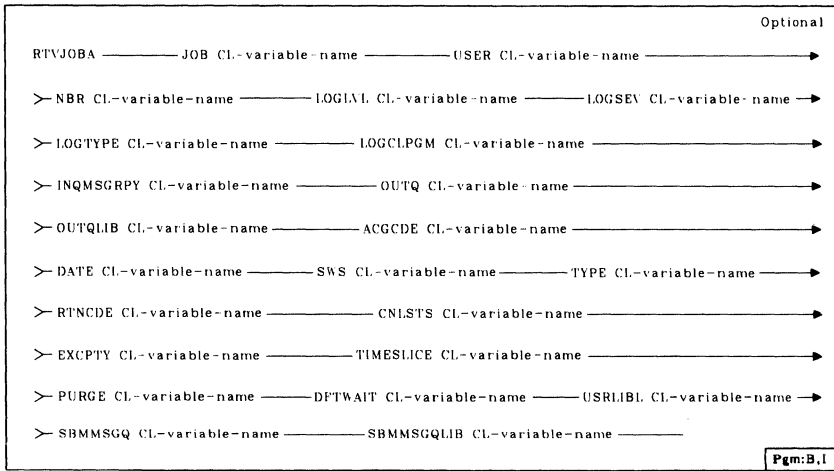 Optional
RTVJOBA JOB CL-variable-name USER CL-variable-name
NBR CL-variable-name LOGLVL CL-variable-name LOGSEV CL-variable-name
LOGTYPE CL-variable-name LOGCLPGM CL-variable-name
INQMSGRPY CL-variable-name OUTQ CL-variable-name
OUTQLIB CL-variable-name ACGCDE CL-variable-name
DATE CL-variable-name SWS CL-variable-name TYPE CL-variable-name
RTNCDE CL-variable-name CNLSTS CL-variable-name
EXCPTY CL-variable-name TIMESLICE CL-variable-name
PURGE CL-variable-name DFTWAIT CL-variable-name USRLIBL CL-variable-name
SBMMSGQ CL-variable-name SBMMSGQLIB CL-variable-name
Pgm:B,I